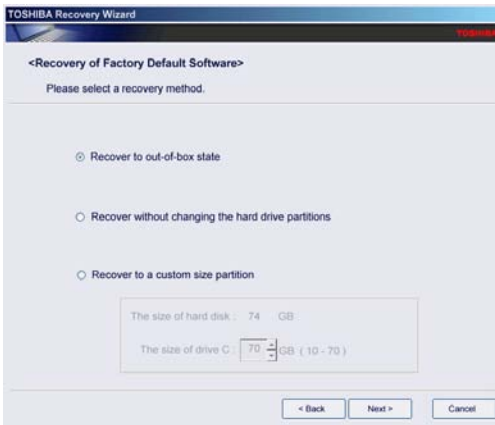 TOSHIBA Recovery Wizard
TOSHIBA
<Recovery of Factory Default Software>
Please select a recovery method.
Recover to out-of-box state
Recover without changing the hard drive partitions
Recover to a custom size partition
The size of hard disk : 74 GB
The size of drive C : 70 GB ( 10 - 70 )
< Back Next > Cancel